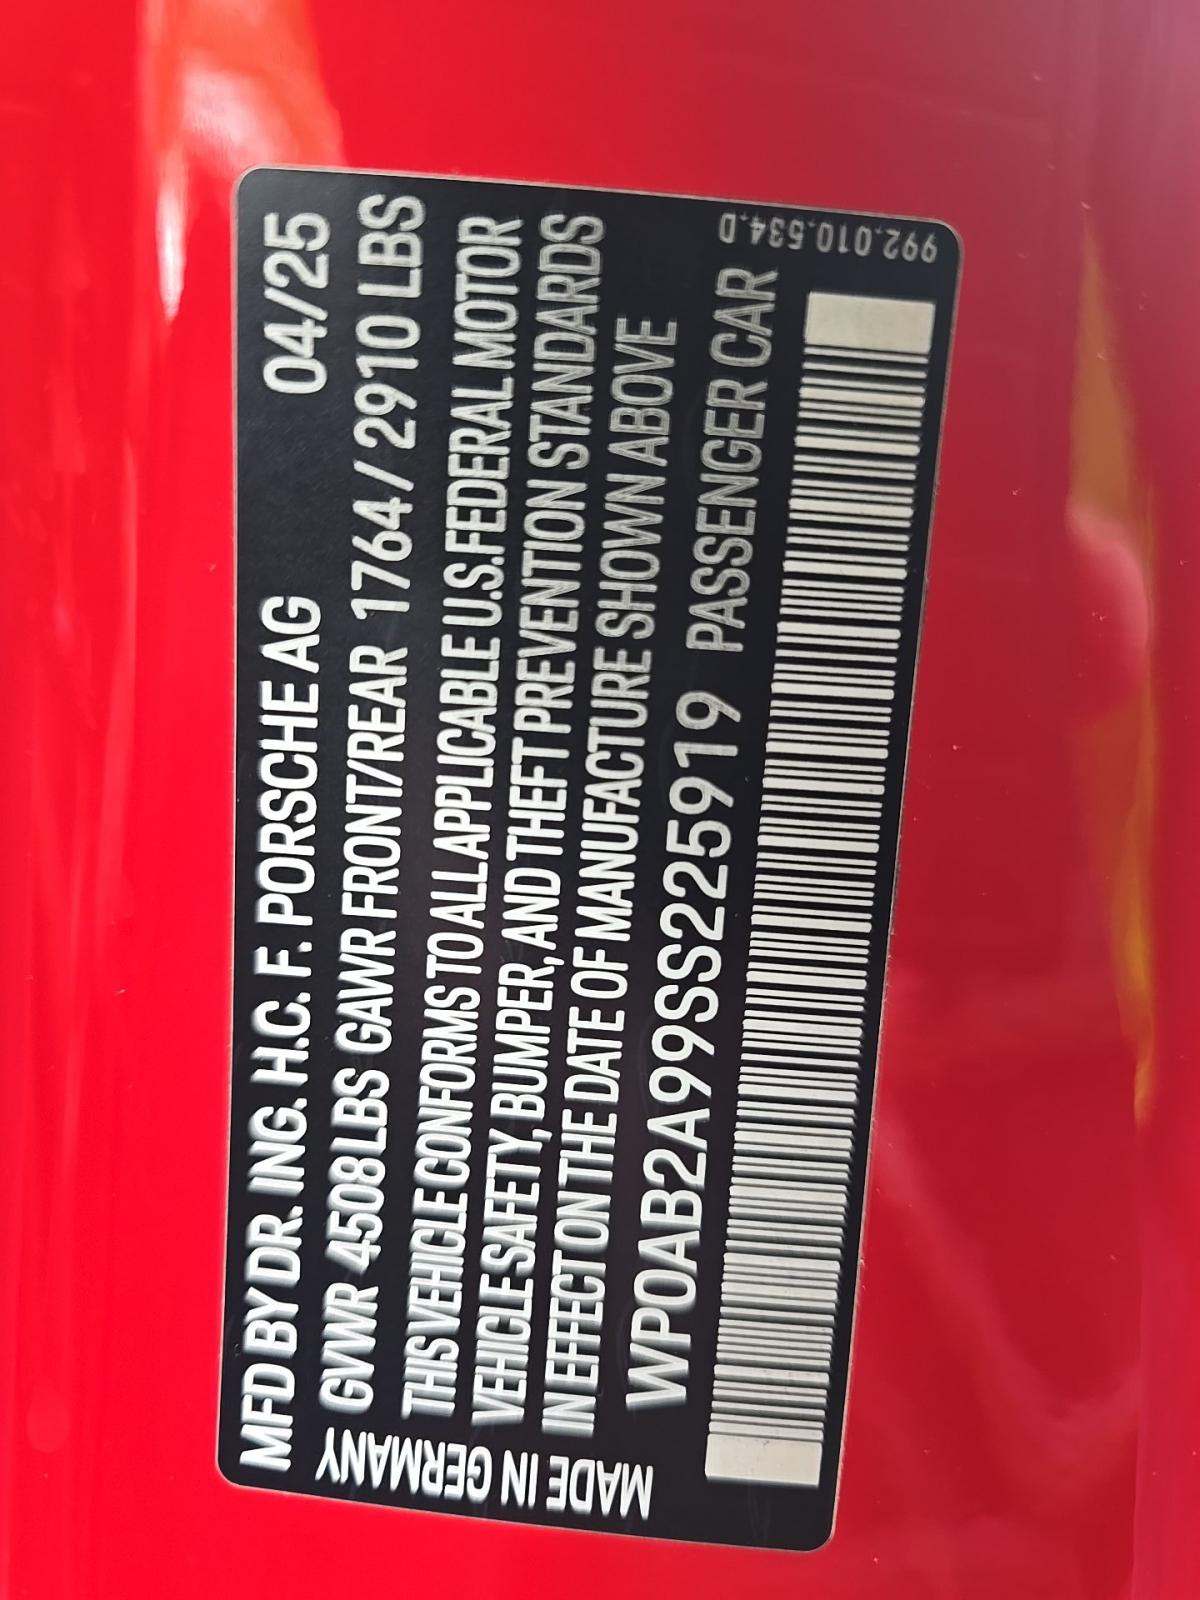 MFD BY DR. ING. H.C. F. PORSCHE AG 04/25
GVWR 4508 LBS GAWR FRONT/REAR 1764/2910 LBS
THIS VEHICLE CONFORMS TO ALL APPLICABLE U.S.FEDERAL MOTOR
VEHICLE SAFETY, BUMPER, AND THEFT PREVENTION STANDARDS
IN EFFECT ON THE DATE OF MANUFACTURE SHOWN ABOVE
WP0AB2A99SS225919 PASSENGER CAR
MADE IN GERMANY
992.010.534.D